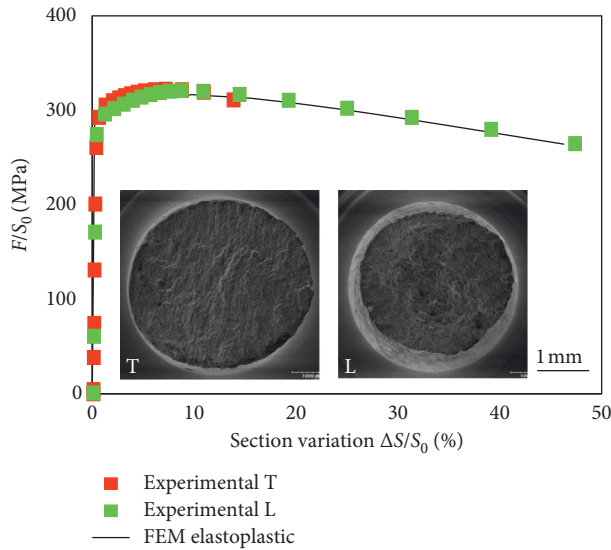 400
300
200
100
0
F/S0 (MPa)
T
L
1 mm
0
10
20
30
40
50
Section variation ΔS/S0 (%)
Experimental T
Experimental L
FEM elastoplastic